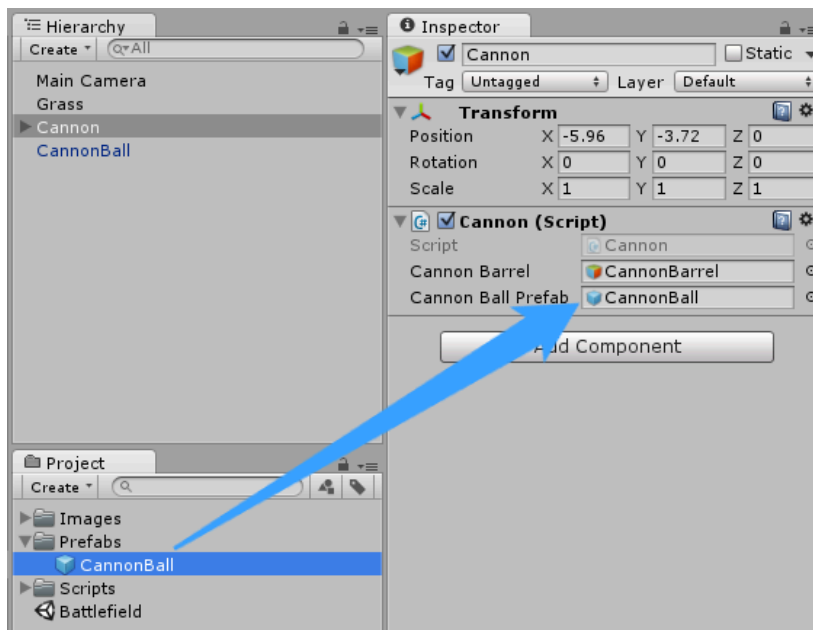 Hierarchy
Create All
Main Camera
Grass
Cannon
CannonBall
Inspector
Cannon Static
Tag Untagged Layer Default
Transform
Position X -5.96 Y -3.72 Z 0
Rotation X 0 Y 0 Z 0
Scale X 1 Y 1 Z 1
Cannon (Script)
Script Cannon
Cannon Barrel CannonBarrel
Cannon Ball Prefab CannonBall
Add Component
Project
Create
Images
Prefabs
CannonBall
Scripts
Battlefield